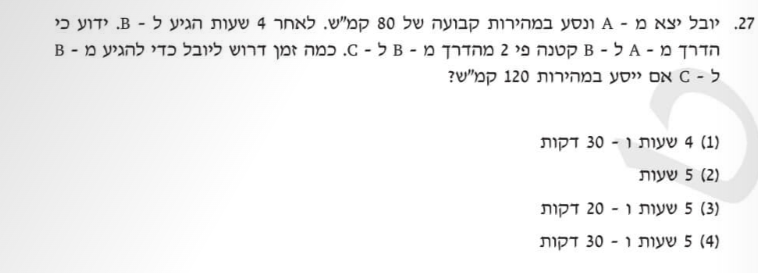 27. יובל יצא מ - A ונסע במהירות קבועה של 80 קמ"ש. לאחר 4 שעות הגיע ל - B. ידוע כי
הדרך מ - A ל - B קטנה פי 2 מהדרך מ - B ל - C. כמה זמן דרוש ליובל כדי להגיע מ - B
ל - C אם ייסע במהירות 120 קמ"ש?
(1) 4 שעות ו - 30 דקות
(2) 5 שעות
(3) 5 שעות ו - 20 דקות
(4) 5 שעות ו - 30 דקות